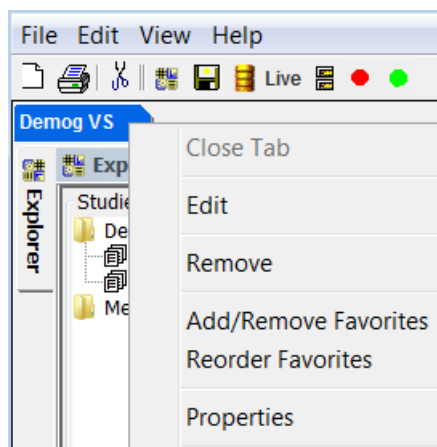 File Edit View Help
Live
Demog VS
Close Tab
Exp
Explorer
Studie
Edit
De
Remove
Me
Add/Remove Favorites
Reorder Favorites
Properties